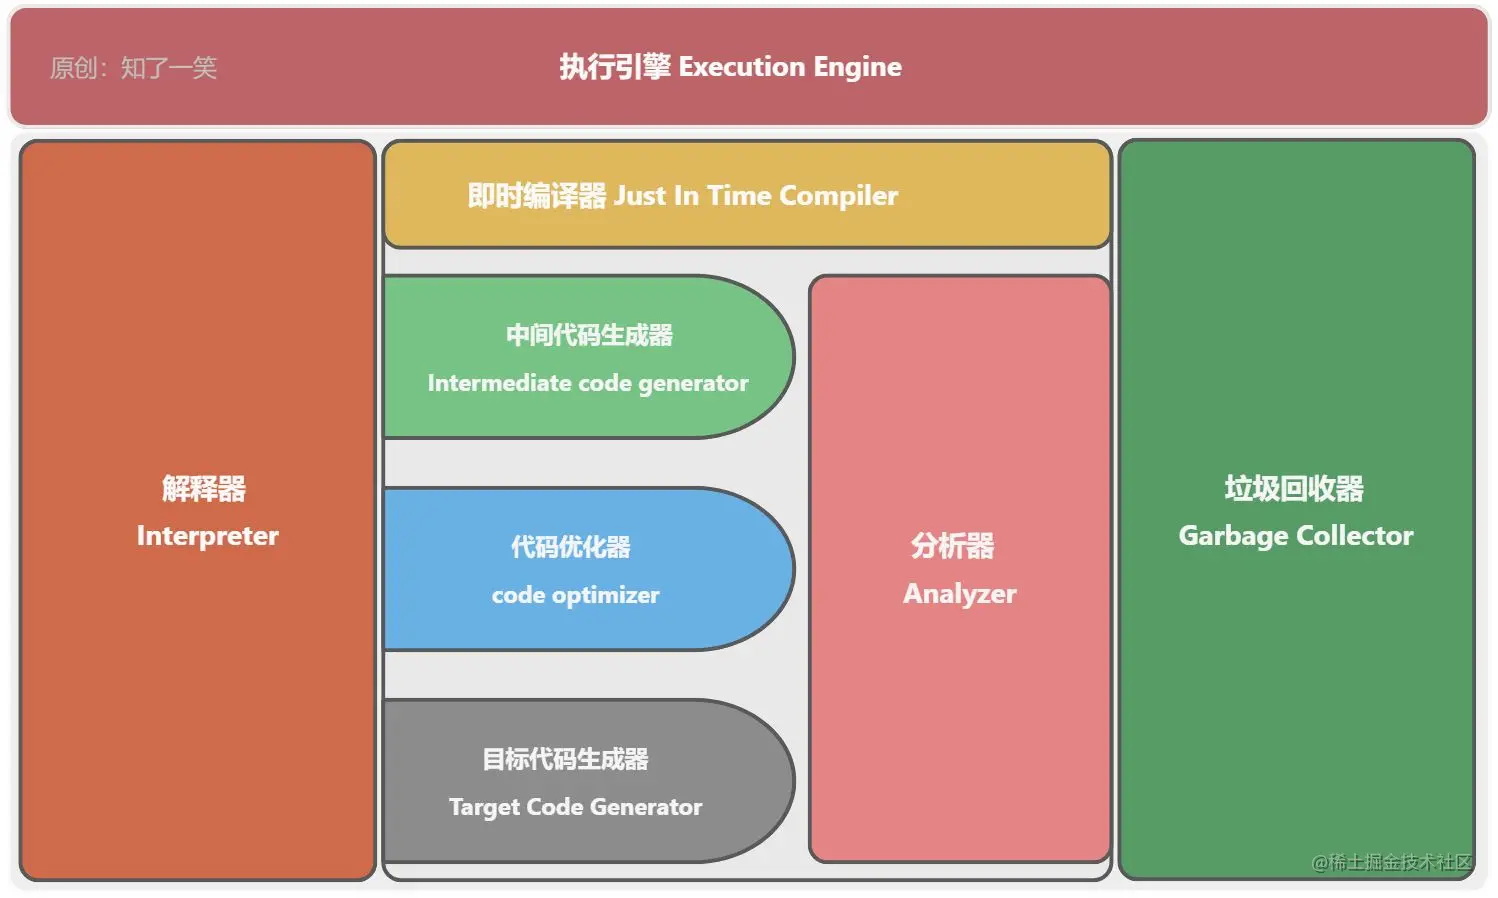 原创：知了一笑
执行引擎 Execution Engine
即时编译器 Just In Time Compiler
解释器
Interpreter
中间代码生成器
Intermediate code generator
代码优化器
code optimizer
目标代码生成器
Target Code Generator
分析器
Analyzer
垃圾回收器
Garbage Collector
@稀土掘金技术社区